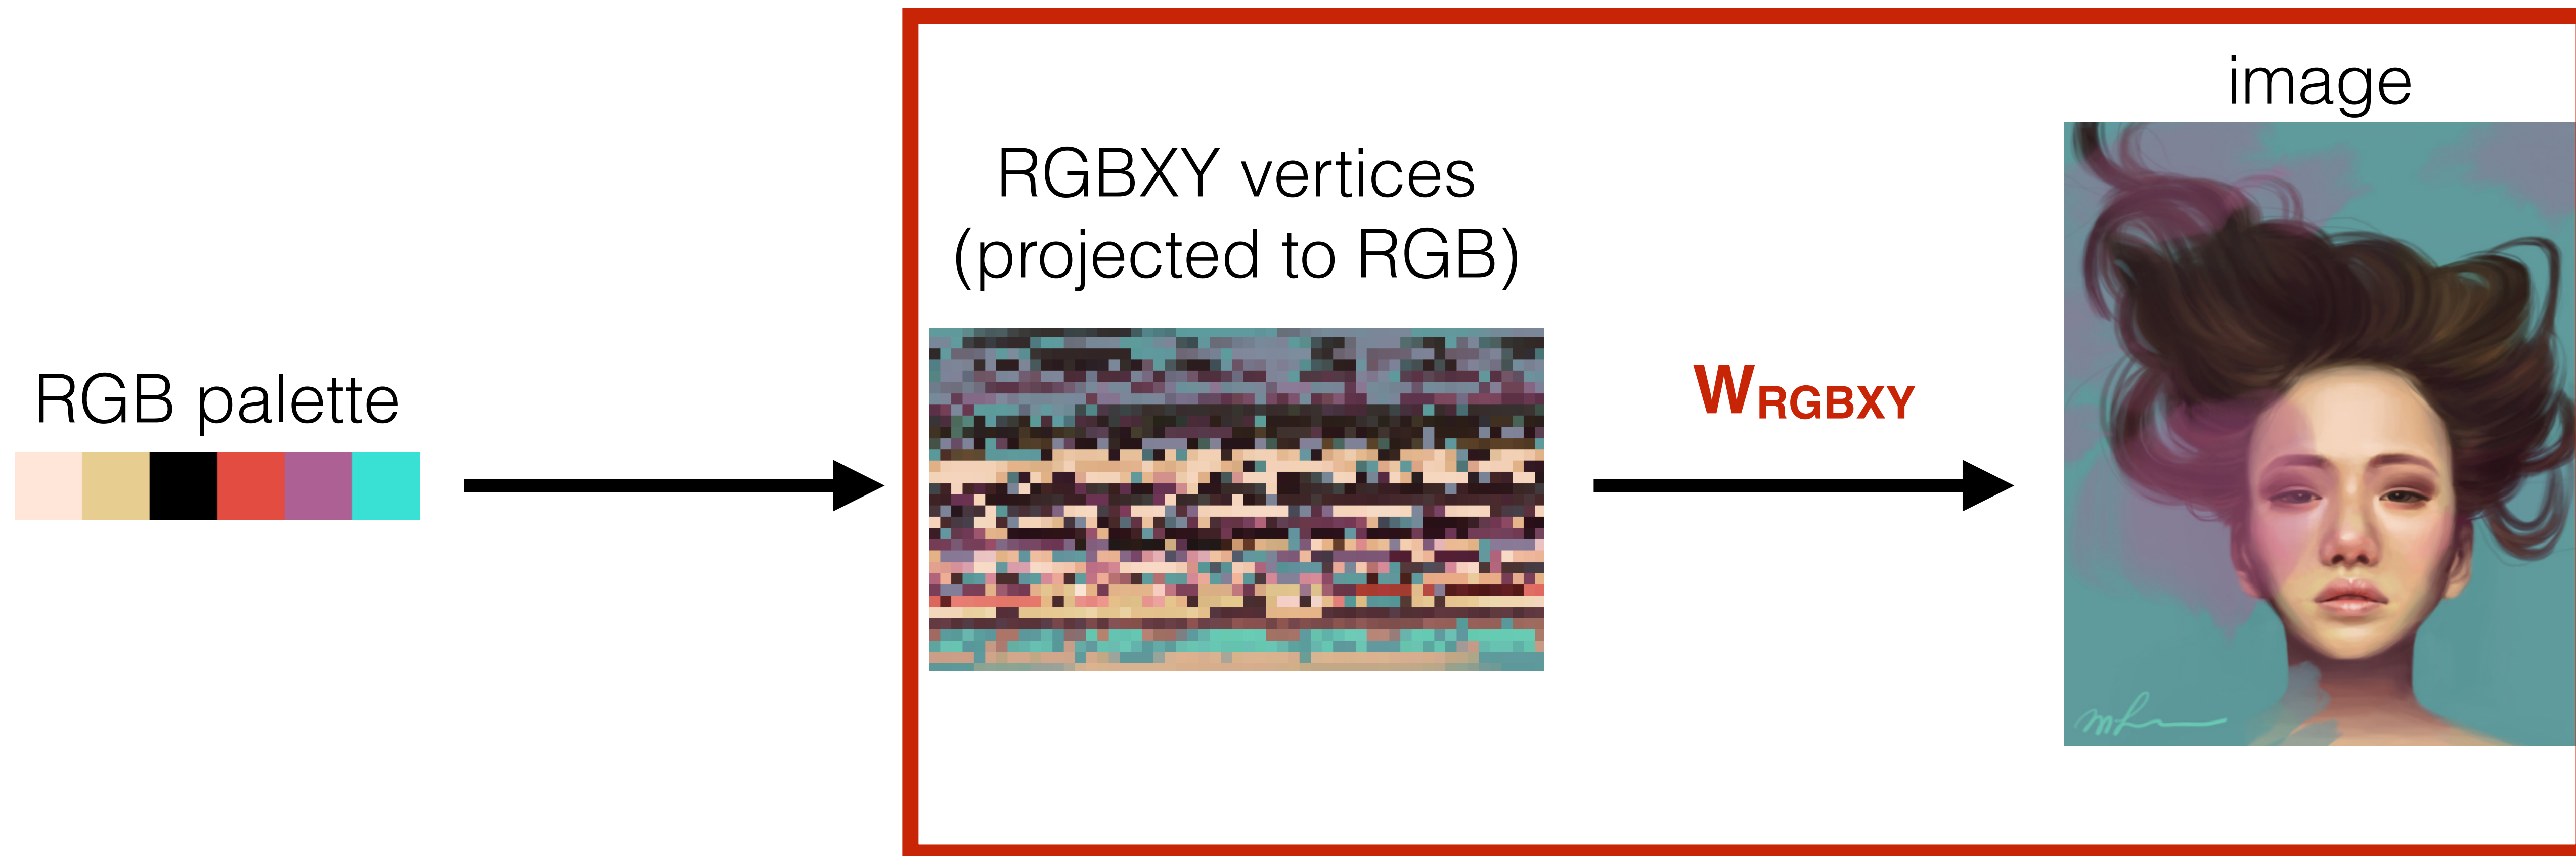 RGB palette
RGBXY vertices
(projected to RGB)
WRGBXY
image